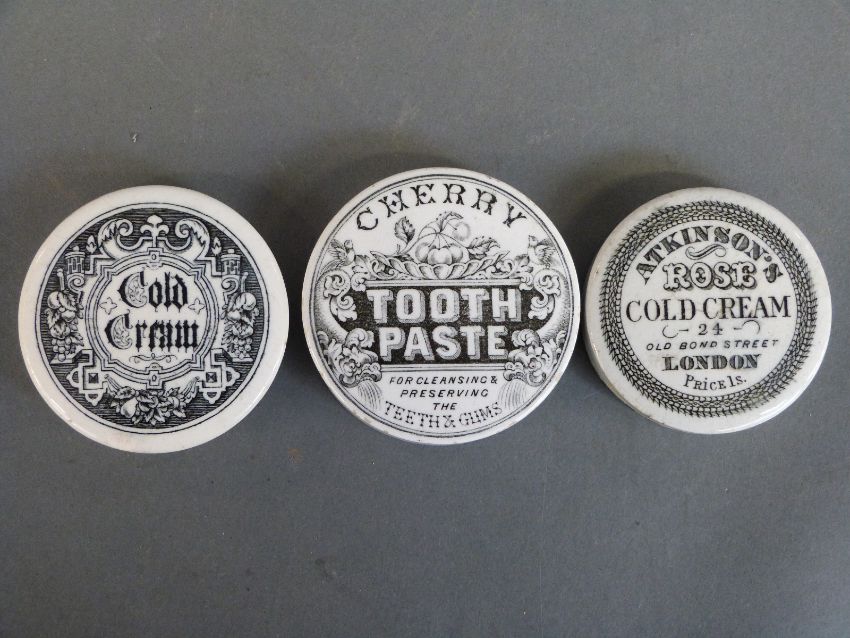 Cold
Cream
CHERRY
TOOTH
PASTE
FOR CLEANSING &
PRESERVING
THE
TEETH & GUMS
ATKINSON'S
ROSE
COLD CREAM
24
OLD BOND STREET
LONDON
PRICE 1s.